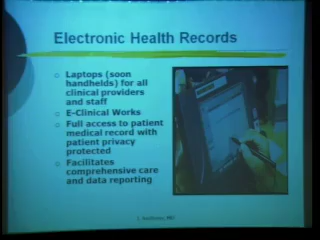 Electronic Health Records
Laptops (soon
handhelds) for all
clinical providers
and staff
E-Clinical Works
Full access to patient
medical record with
patient privacy
protected
Facilitates
comprehensive care
and data reporting